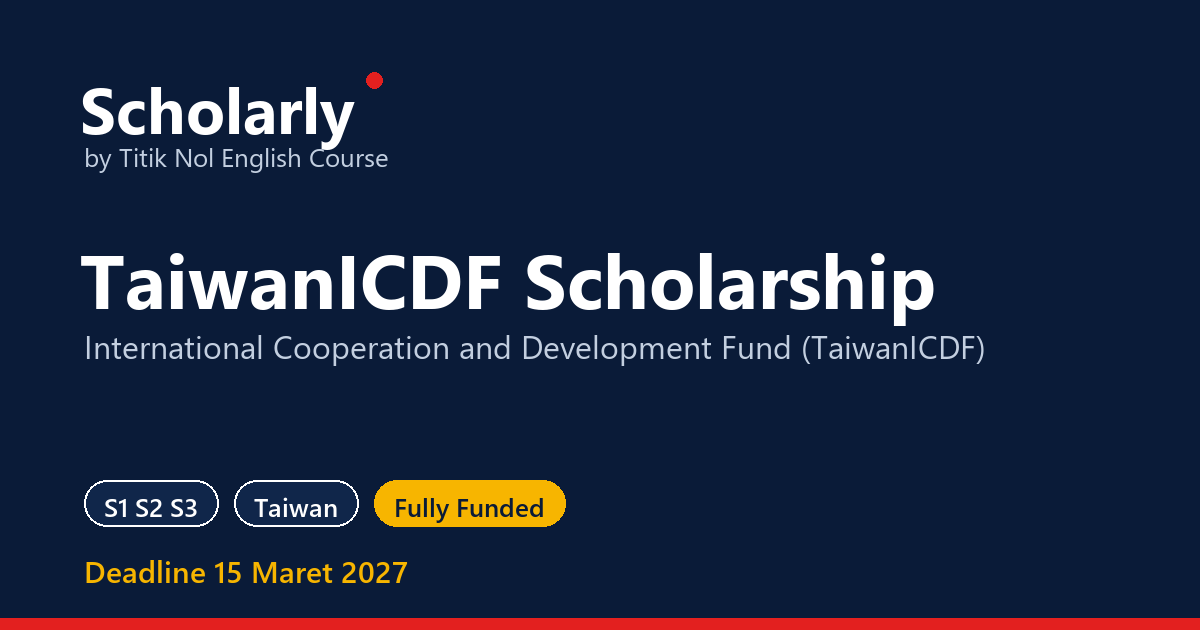 Scholarly
by Titik Nol English Course
TaiwanICDF Scholarship
International Cooperation and Development Fund (TaiwanICDF)
S1 S2 S3
Taiwan
Fully Funded
Deadline 15 Maret 2027